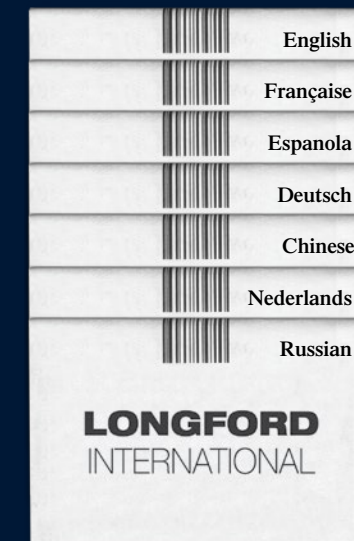 English
Française
Espanola
Deutsch
Chinese
Nederlands
Russian
LONGFORD
INTERNATIONAL